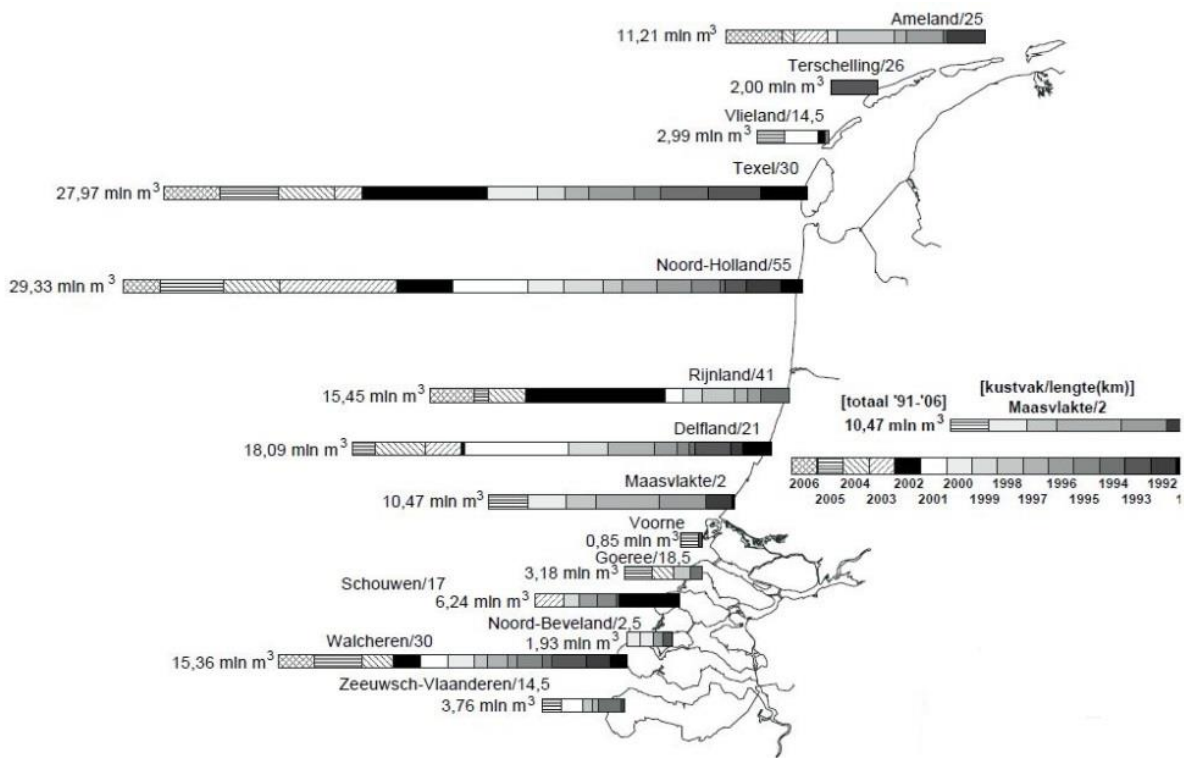 Ameland/25
11,21 mln m³
Terschelling/26
2,00 mln m³
Vlieland/14,5
2,99 mln m³
Texel/30
27,97 mln m³
Noord-Holland/55
29,33 mln m³
Rijnland/41
15,45 mln m³
[totaal '91-'06] [kustvak/lengte(km)]
Maasvlakte/2
10,47 mln m³
Delfland/21
18,09 mln m³
2006 2004 2002 2000 1998 1996 1994 1992
2005 2003 2001 1999 1997 1995 1993 1
Maasvlakte/2
10,47 mln m³
Voorne
0,85 mln m³
Goeree/18,5
3,18 mln m³
Schouwen/17
6,24 mln m³
Noord-Beveland/2,5
1,93 mln m³
Walcheren/30
15,36 mln m³
Zeeuwsch-Vlaanderen/14,5
3,76 mln m³